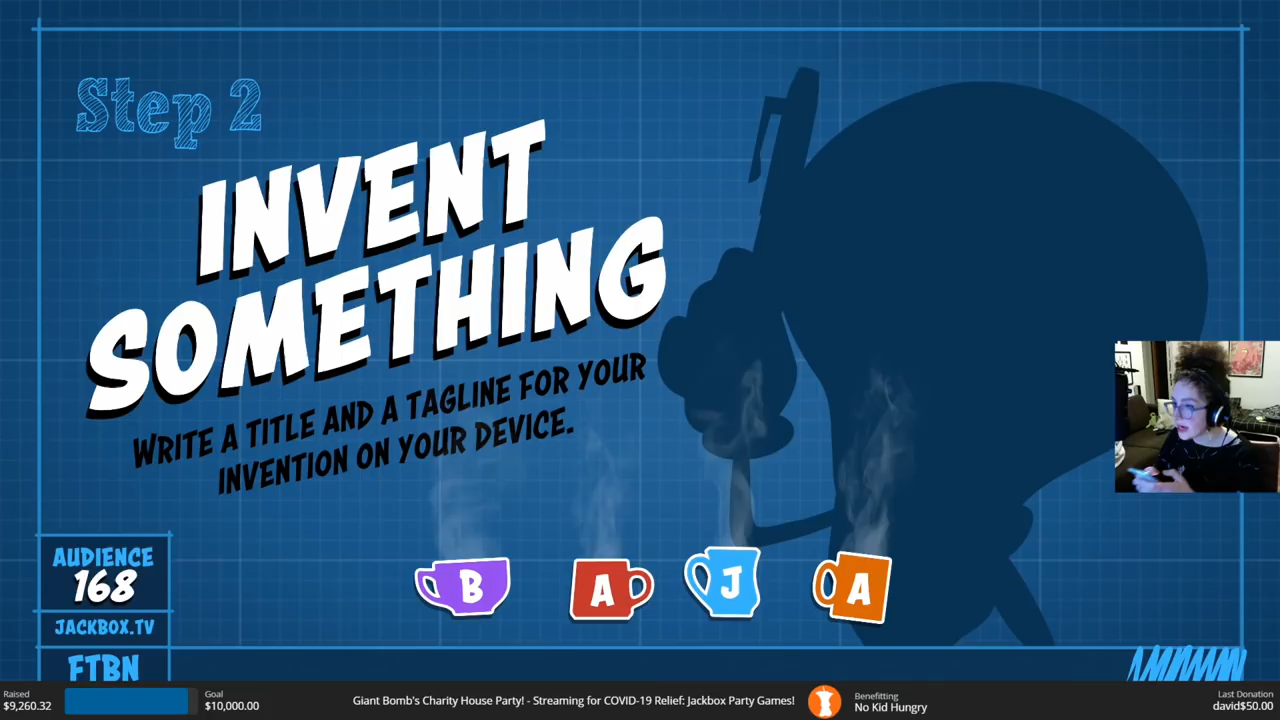 Step 2
INVENT
SOMETHING
WRITE A TITLE AND A TAGLINE FOR YOUR
INVENTION ON YOUR DEVICE.
AUDIENCE
168
JACKBOX.TV
FTBN
B
A
J
A
Raised
$9,260.32
Goal
$10,000.00
Giant Bomb's Charity House Party! - Streaming for COVID-19 Relief: Jackbox Party Games!
Benefitting
No Kid Hungry
Last Donation
david$50.00